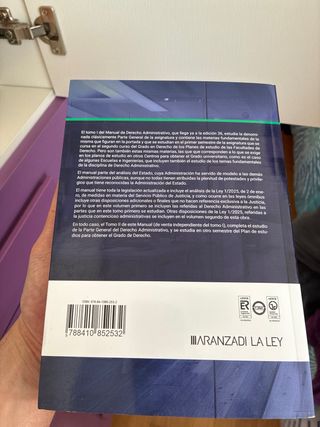 El tomo I del Manual de Derecho Administrativo, que llega ya a la edición 36, estudia la denomi-
nada clásicamente Parte General de la asignatura y contiene las materias fundamentales de la
misma que figuran en la portada y que se estudian en el primer semestre de la asignatura que se
cursa en el segundo curso del Grado en Derecho de los Planes de estudio de las Facultades de
Derecho. Pero son también estas mismas materias, las que corresponden a lo que se exige
en los planes de estudio en otros Centros para obtener el Grado universitario, como es el caso
de algunas Escuelas e Ingenierías, que incluyen también el estudio de los temas fundamentales
de la disciplina de Derecho Administrativo.
El manual parte del análisis del Estado, cuya Administración ha servido de modelo a las demás
Administraciones públicas, aunque no todas tienen atribuidos la plenitud de potestades y privile-
gios que tiene reconocidos la Administración del Estado.
El manual tiene toda la legislación actualizada e incluye el análisis de la Ley 1/2025, de 2 de ene-
ro, de medidas en materia del Servicio Público de Justicia, y como ocurre en las leyes ómnibus
incluye otras disposiciones adicionales o finales que no hacen referencia exclusiva a la Justicia,
por lo que en este volumen primero se incluyen las referidas al Derecho Administrativo en las
partes que en este tomo primero se estudian. Otras disposiciones de la Ley 1/2025, referidas a
la justicia contencioso administrativas se incluyen en el volumen segundo de esta obra.
En todo caso, el Tomo II de este Manual (de venta independiente del tomo I), completa el estudio
de la Parte General del Derecho Administrativo, y se estudia en otro semestre del Plan de estu-
dios para obtener el Grado de Derecho.
ISBN: 978-84-1085-253-2
9 788410 852532
ARANZADI LA LEY
ER